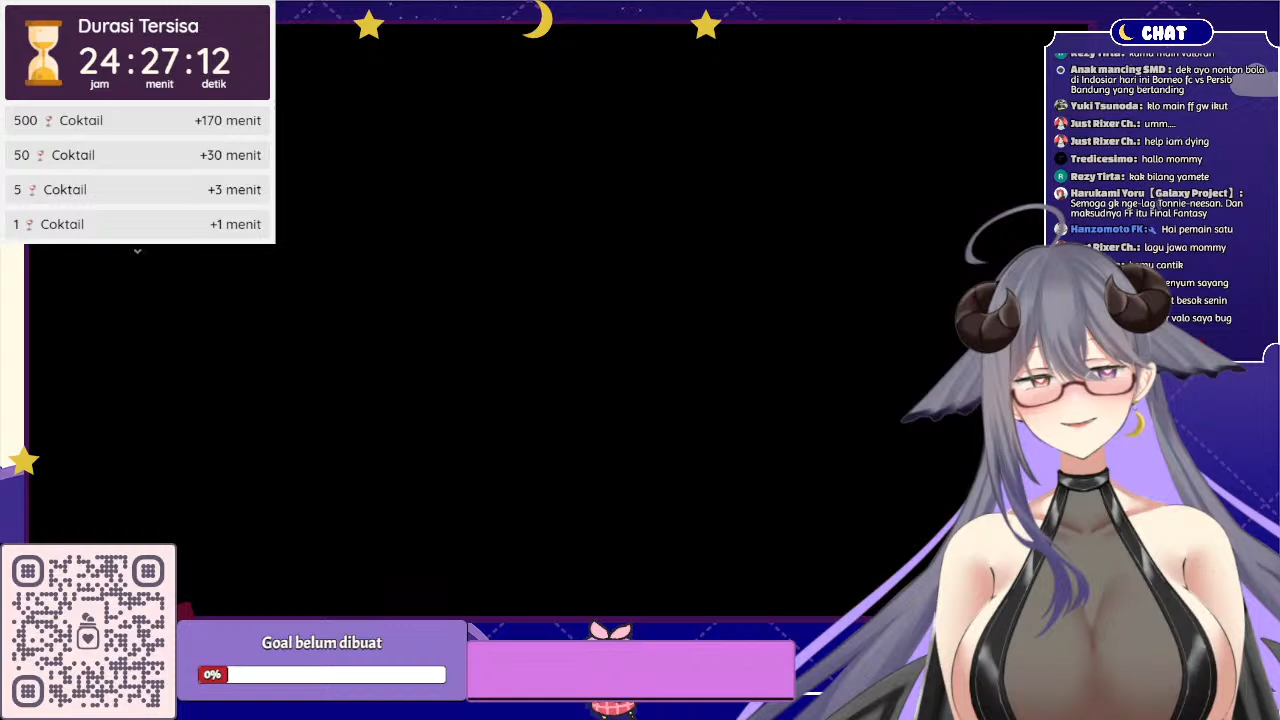 Durasi Tersisa
24:27:12
jam menit detik
500 Coktail +170 menit
50 Coktail +30 menit
5 Coktail +3 menit
1 Coktail +1 menit
CHAT
Rezy Tirta:
Anak mancing SMD : dek ayo nonton bola
di Indosiar hari ini Borneo fc vs Persib
Bandung yang bertanding
Yuki Tsunoda: klo main ff gw ikut
Just Rixer Ch.: umm....
Just Rixer Ch.: help iam dying
Tredicesimo: hallo mommy
Rezy Tirta: kak bilang yamete
Harukami Yoru【Galaxy Project】:
Semoga gk nge-lag Tonnie-neesan. Dan
maksudnya FF itu Final Fantasy
Hanzomoto FK: Hai pemain satu
Rixer Ch.: lagu jawa mommy
cantik
sayang
besok senin
valo saya bug
Goal belum dibuat
0%